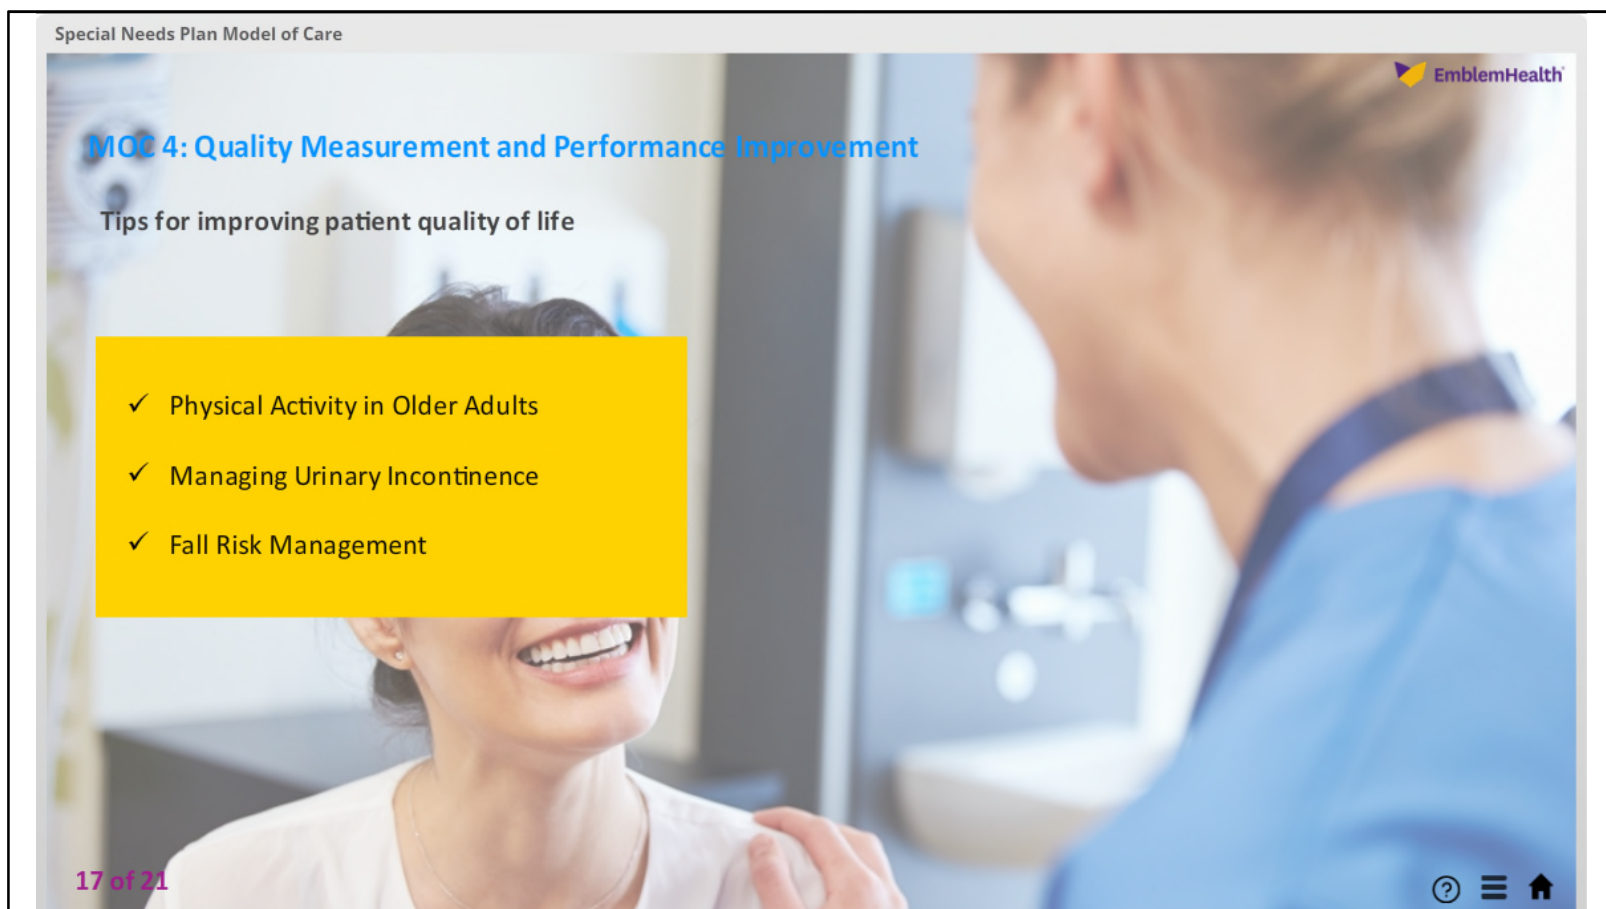 Special Needs Plan Model of Care
EmblemHealth
MOC 4: Quality Measurement and Performance Improvement
Tips for improving patient quality of life
✓ Physical Activity in Older Adults
✓ Managing Urinary Incontinence
✓ Fall Risk Management
17 of 21
?